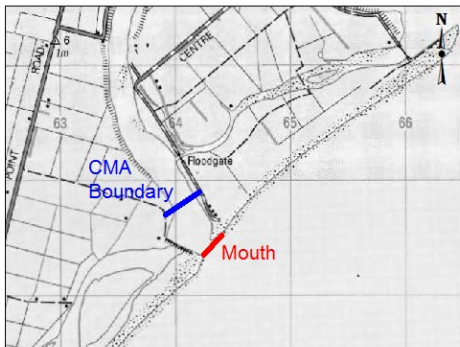 N
6
1m
ROAD
CENTRE
63
64
65
66
Floodgate
CMA
Boundary
POINT
Mouth